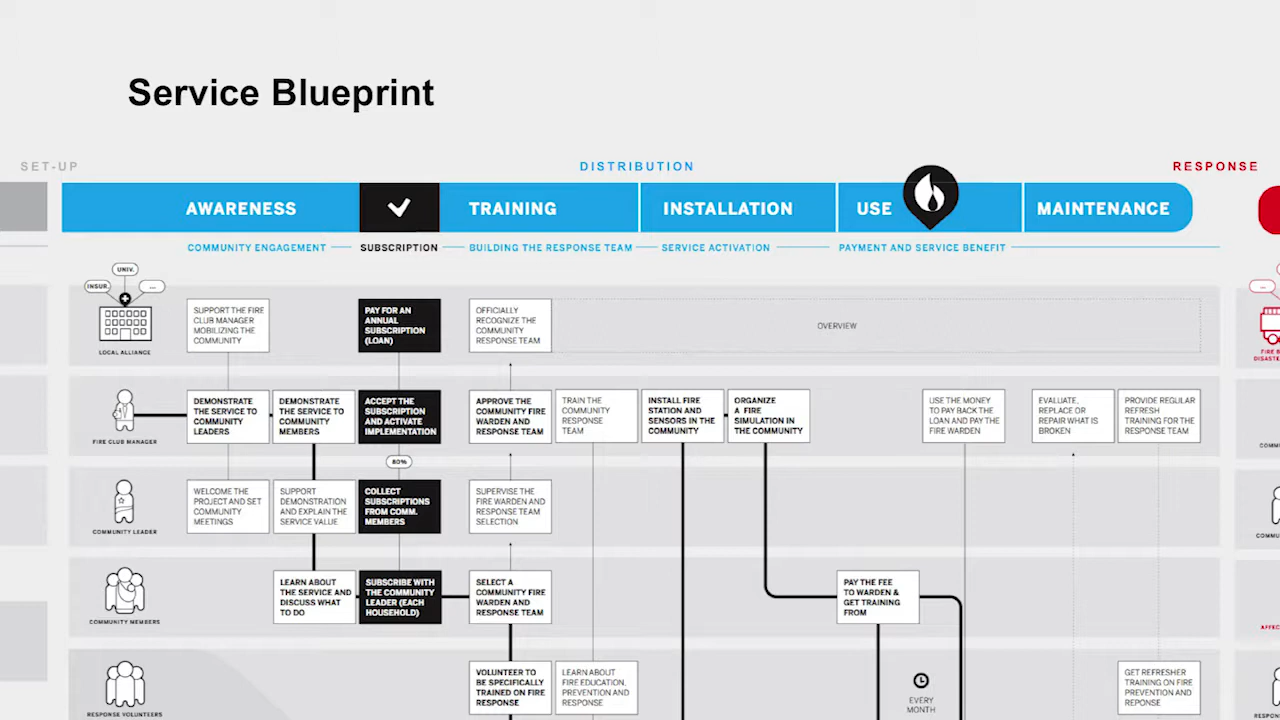 Service Blueprint
SET-UP
DISTRIBUTION
RESPONSE
AWARENESS
TRAINING
INSTALLATION
USE
MAINTENANCE
COMMUNITY ENGAGEMENT
SUBSCRIPTION
BUILDING THE RESPONSE TEAM
SERVICE ACTIVATION
PAYMENT AND SERVICE BENEFIT
UNIV.
INSUR.
...
LOCAL ALLIANCE
SUPPORT THE FIRE
CLUB MANAGER
MOBILIZING THE
COMMUNITY
PAY FOR AN
ANNUAL
SUBSCRIPTION
(LOAN)
OFFICIALLY
RECOGNIZE THE
COMMUNITY
RESPONSE TEAM
OVERVIEW
...
FIRE CLUB MANAGER
DEMONSTRATE
THE SERVICE TO
COMMUNITY
LEADERS
DEMONSTRATE
THE SERVICE TO
COMMUNITY
MEMBERS
ACCEPT THE
SUBSCRIPTION
AND ACTIVATE
IMPLEMENTATION
APPROVE THE
COMMUNITY FIRE
WARDEN AND
RESPONSE TEAM
TRAIN THE
COMMUNITY
RESPONSE
TEAM
INSTALL FIRE
STATION AND
SENSORS IN THE
COMMUNITY
ORGANIZE
A FIRE
SIMULATION IN
THE COMMUNITY
USE THE MONEY
TO PAY BACK THE
LOAN AND PAY THE
FIRE WARDEN
EVALUATE,
REPLACE OR
REPAIR WHAT IS
BROKEN
PROVIDE REGULAR
REFRESH
TRAINING FOR THE
RESPONSE TEAM
80%
COMMUNITY LEADER
WELCOME THE
PROJECT AND SET
COMMUNITY
MEETINGS
SUPPORT
DEMONSTRATION
AND EXPLAIN THE
SERVICE VALUE
COLLECT
SUBSCRIPTIONS
FROM COMM.
MEMBERS
SUPERVISE THE
FIRE WARDEN AND
RESPONSE TEAM
SELECTION
COMMUNITY MEMBERS
LEARN ABOUT
THE SERVICE AND
DISCUSS WHAT
TO DO
SUBSCRIBE WITH
THE COMMUNITY
LEADER (EACH
HOUSEHOLD)
SELECT A
COMMUNITY FIRE
WARDEN AND
RESPONSE TEAM
PAY THE FEE
TO WARDEN &
GET TRAINING
FROM
RESPONSE VOLUNTEERS
VOLUNTEER TO
BE SPECIFICALLY
TRAINED ON FIRE
RESPONSE
LEARN ABOUT
FIRE EDUCATION,
PREVENTION AND
RESPONSE
EVERY
MONTH
GET REFRESHER
TRAINING ON FIRE
PREVENTION AND
REPONSE